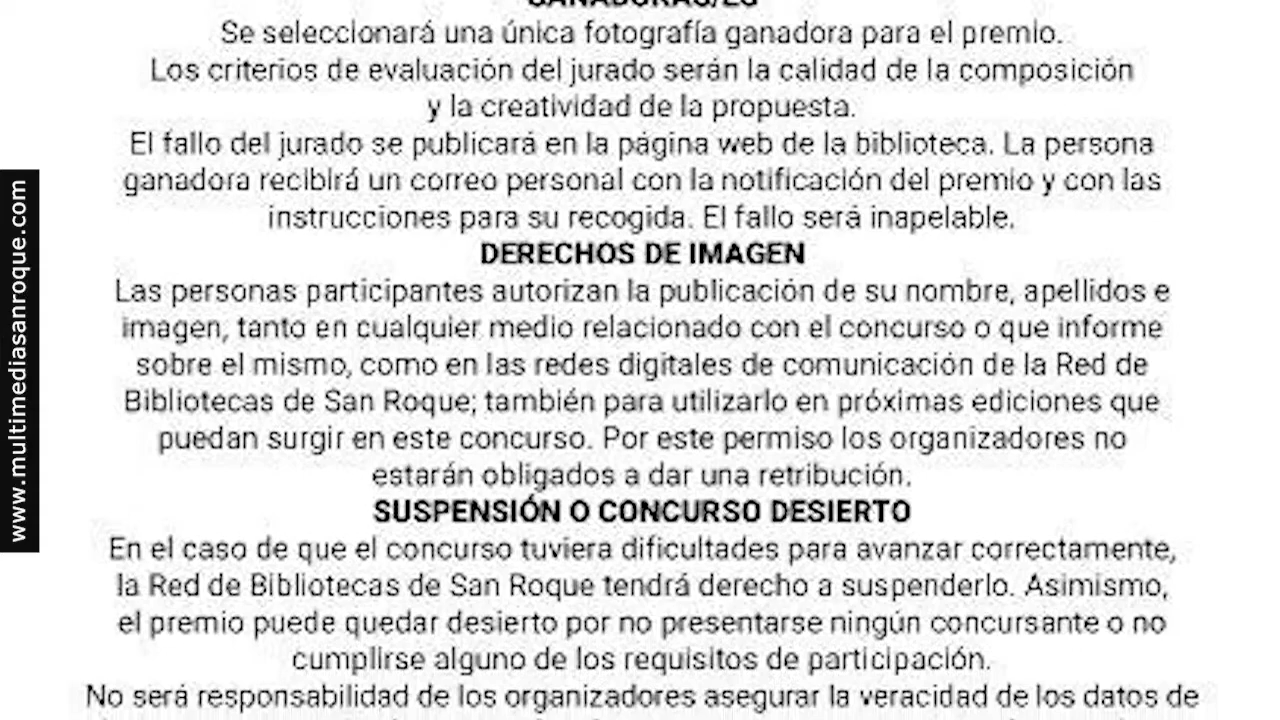 GANADORAS/ES
Se seleccionará una única fotografía ganadora para el premio.
Los criterios de evaluación del jurado serán la calidad de la composición
y la creatividad de la propuesta.
El fallo del jurado se publicará en la página web de la biblioteca. La persona
ganadora recibirá un correo personal con la notificación del premio y con las
instrucciones para su recogida. El fallo será inapelable.
DERECHOS DE IMAGEN
Las personas participantes autorizan la publicación de su nombre, apellidos e
imagen, tanto en cualquier medio relacionado con el concurso o que informe
sobre el mismo, como en las redes digitales de comunicación de la Red de
Bibliotecas de San Roque; también para utilizarlo en próximas ediciones que
puedan surgir en este concurso. Por este permiso los organizadores no
estarán obligados a dar una retribución.
SUSPENSIÓN O CONCURSO DESIERTO
En el caso de que el concurso tuviera dificultades para avanzar correctamente,
la Red de Bibliotecas de San Roque tendrá derecho a suspenderlo. Asimismo,
el premio puede quedar desierto por no presentarse ningún concursante o no
cumplirse alguno de los requisitos de participación.
No será responsabilidad de los organizadores asegurar la veracidad de los datos de
www.multimediasanroque.com